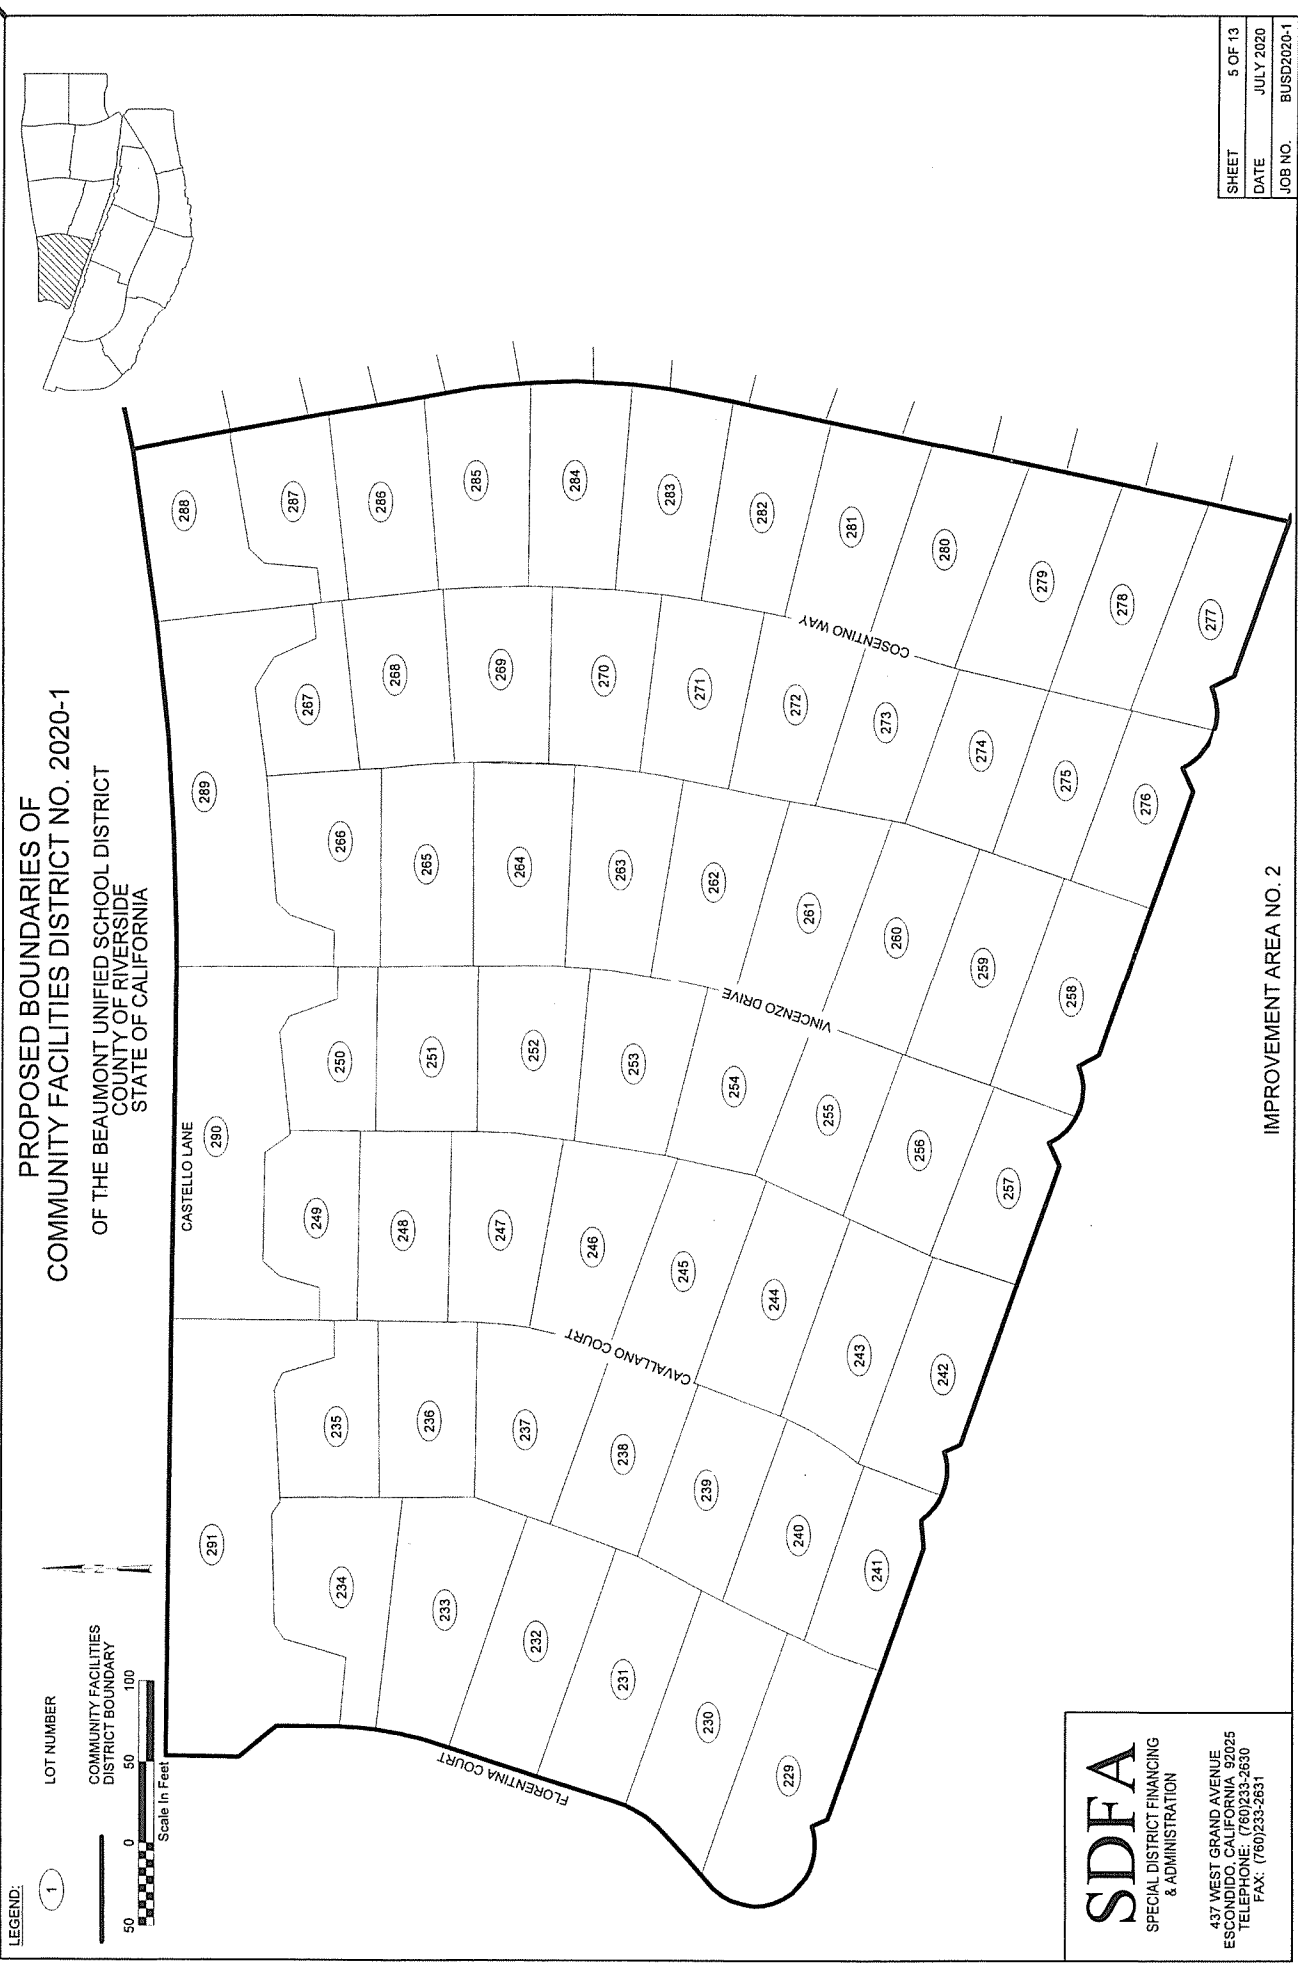 PROPOSED BOUNDARIES OF
COMMUNITY FACILITIES DISTRICT NO. 2020-1
OF THE BEAUMONT UNIFIED SCHOOL DISTRICT
COUNTY OF RIVERSIDE
STATE OF CALIFORNIA
LEGEND:
1
LOT NUMBER
COMMUNITY FACILITIES
DISTRICT BOUNDARY
50 0 50 100
Scale In Feet
N
CASTELLO LANE
291
290
289
288
234
235
249
250
266
267
287
233
236
248
251
265
268
286
232
237
247
252
264
269
285
231
238
246
253
263
270
284
230
239
245
254
262
271
283
229
240
244
255
261
272
282
241
243
256
260
273
281
242
257
259
274
280
258
275
279
276
278
277
FLORENTINA COURT
CAVALLANO COURT
VINCENZO DRIVE
COSENTINO WAY
IMPROVEMENT AREA NO. 2
SDFA
SPECIAL DISTRICT FINANCING
& ADMINISTRATION
437 WEST GRAND AVENUE
ESCONDIDO, CALIFORNIA 92025
TELEPHONE: (760)233-2630
FAX: (760)233-2631
SHEET 5 OF 13
DATE JULY 2020
JOB NO. BUSD2020-1